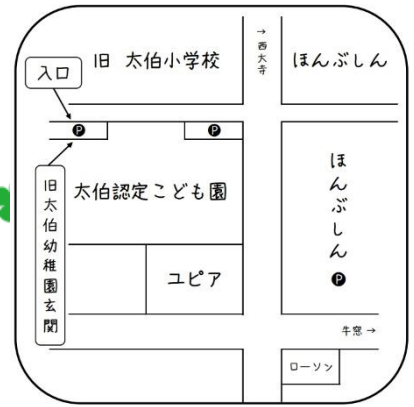 旧 太伯小学校
→西大寺
ほんぶしん
入口
P
P
旧太伯幼稚園玄関
太伯認定こども園
ほんぶしん
P
ユピア
牛窓→
ローソン